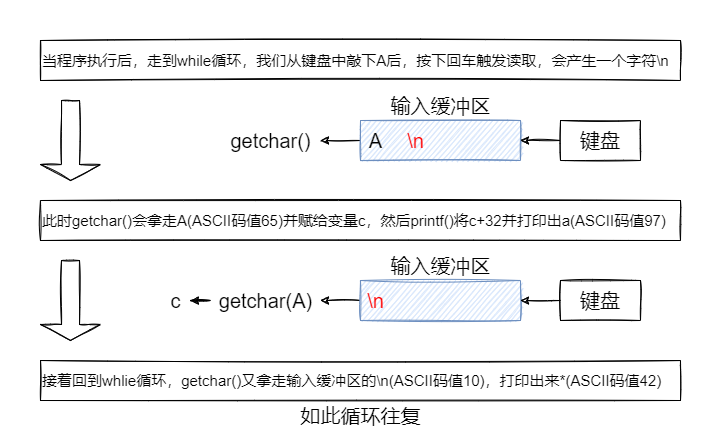 当程序执行后，走到while循环，我们从键盘中敲下A后，按下回车触发读取，会产生一个字符\n
输入缓冲区
getchar() A \n 键盘
此时getchar()会拿走A(ASCII码值65)并赋给变量c，然后printf()将c+32并打印出a(ASCII码值97)
输入缓冲区
c getchar(A) \n 键盘
接着回到whlie循环，getchar()又拿走输入缓冲区的\n(ASCII码值10)，打印出来*(ASCII码值42)
如此循环往复